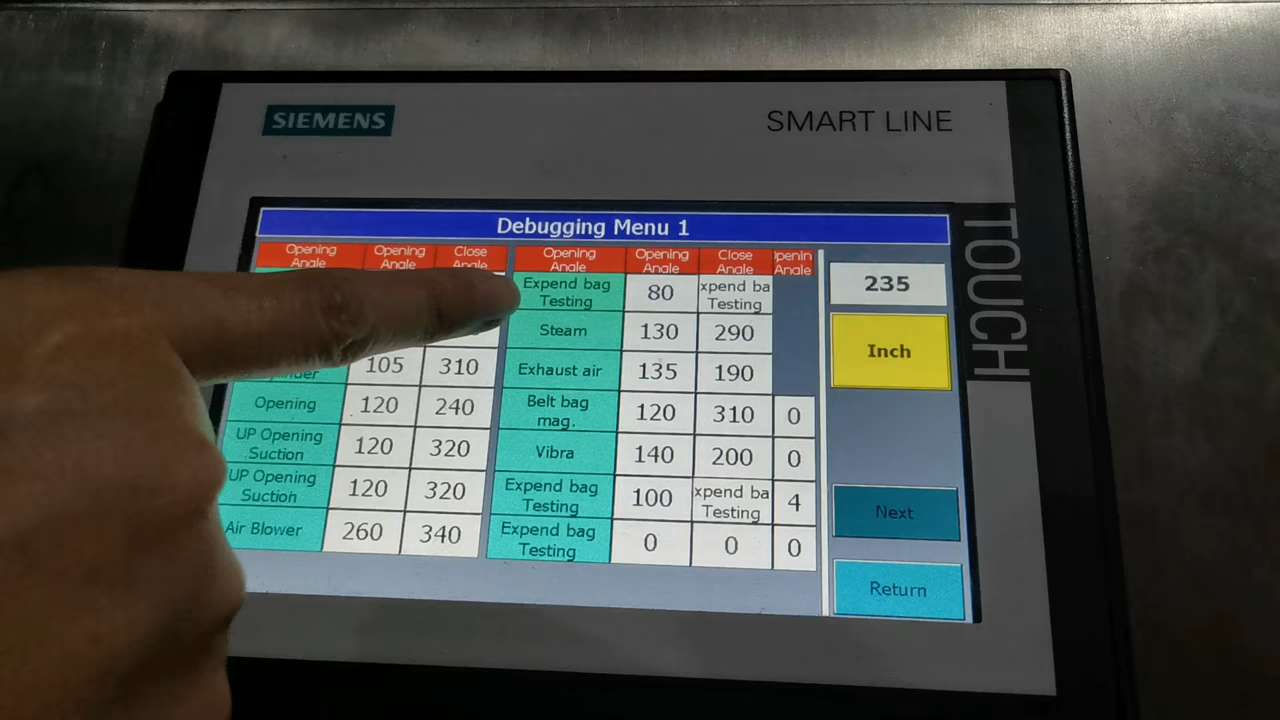 SIEMENS
SMART LINE
TOUCH
Debugging Menu 1
Opening Opening Close Opening Opening Close penin
Angle Angle Angle Angle Angle Angle Angle
Expend bag 80 xpend ba
Testing Testing
Steam 130 290
105 310 Exhaust air 135 190
Opening 120 240 Belt bag 120 310 0
mag.
UP Opening 120 320 Vibra 140 200 0
Suction
UP Opening 120 320 Expend bag 100 xpend ba 4
Suction Testing Testing
Air Blower 260 340 Expend bag 0 0 0
Testing
235
Inch
Next
Return